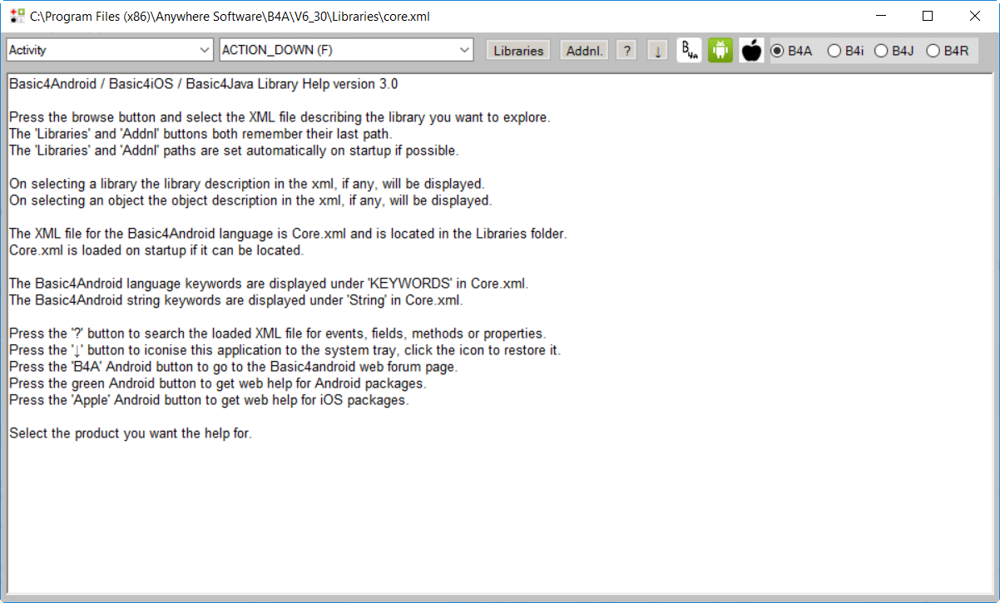 C:\Program Files (x86)\Anywhere Software\B4A\V6_30\Libraries\core.xml
Activity ACTION_DOWN (F) Libraries Addnl. ? ↓ B4A B4A B4i B4J B4R
Basic4Android / Basic4iOS / Basic4Java Library Help version 3.0
Press the browse button and select the XML file describing the library you want to explore.
The 'Libraries' and 'Addnl' buttons both remember their last path.
The 'Libraries' and 'Addnl' paths are set automatically on startup if possible.
On selecting a library the library description in the xml, if any, will be displayed.
On selecting an object the object description in the xml, if any, will be displayed.
The XML file for the Basic4Android language is Core.xml and is located in the Libraries folder.
Core.xml is loaded on startup if it can be located.
The Basic4Android language keywords are displayed under 'KEYWORDS' in Core.xml.
The Basic4Android string keywords are displayed under 'String' in Core.xml.
Press the '?' button to search the loaded XML file for events, fields, methods or properties.
Press the '↓' button to iconise this application to the system tray, click the icon to restore it.
Press the 'B4A' Android button to go to the Basic4android web forum page.
Press the green Android button to get web help for Android packages.
Press the 'Apple' Android button to get web help for iOS packages.
Select the product you want the help for.